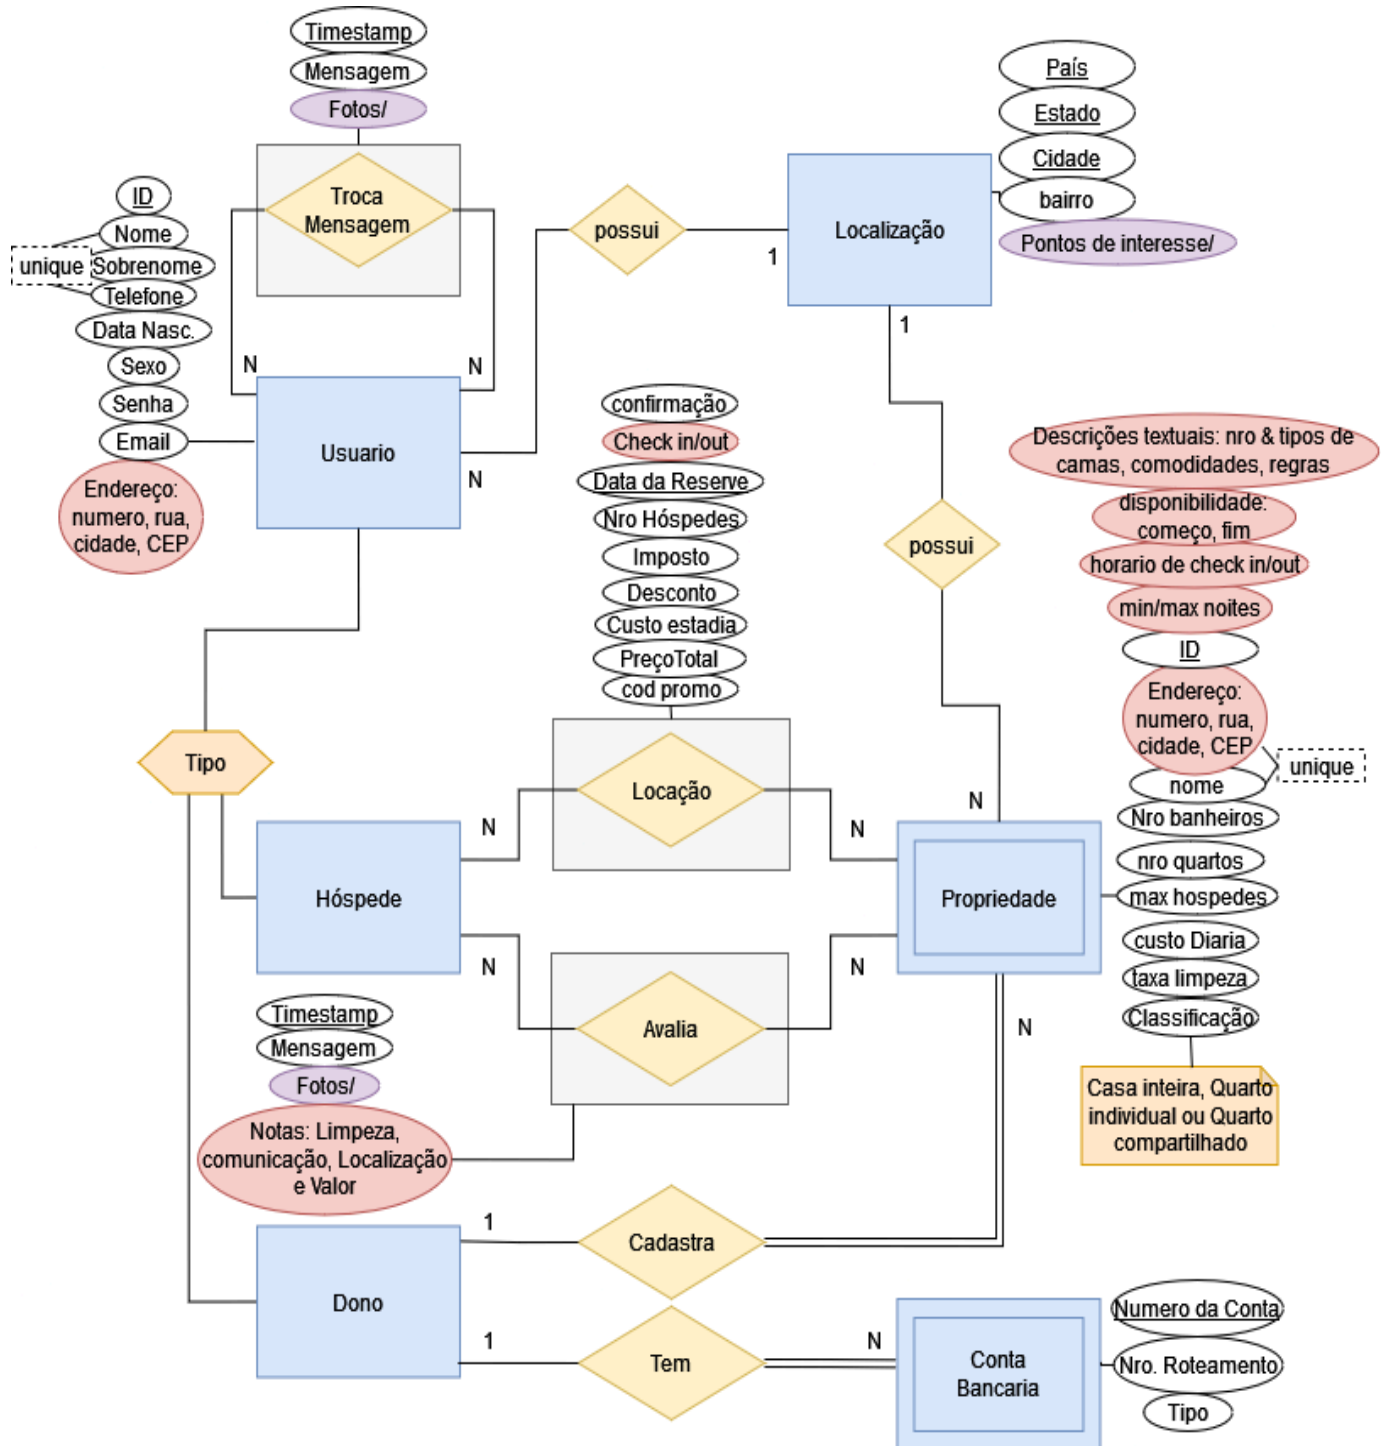 Timestamp
Mensagem
Fotos/
Troca
Mensagem
N
N
ID
Nome
Sobrenome
unique
Telefone
Data Nasc.
Sexo
Senha
Email
Endereço:
numero, rua,
cidade, CEP
Usuario
N
possui
1
Localização
País
Estado
Cidade
bairro
Pontos de interesse/
1
possui
N
confirmação
Check in/out
Data da Reserve
Nro Hóspedes
Imposto
Desconto
Custo estadia
PreçoTotal
cod promo
Descrições textuais: nro & tipos de
camas, comodidades, regras
disponibilidade:
começo, fim
horario de check in/out
min/max noites
ID
Endereço:
numero, rua,
cidade, CEP
unique
nome
Nro banheiros
nro quartos
max hospedes
custo Diaria
taxa limpeza
Classificação
Casa inteira, Quarto
individual ou Quarto
compartilhado
Tipo
Locação
N
N
Hóspede
Propriedade
N
N
N
Avalia
Timestamp
Mensagem
Fotos/
Notas: Limpeza,
comunicação, Localização
e Valor
1
Cadastra
Dono
1
Tem
N
Conta
Bancaria
Numero da Conta
Nro. Roteamento
Tipo